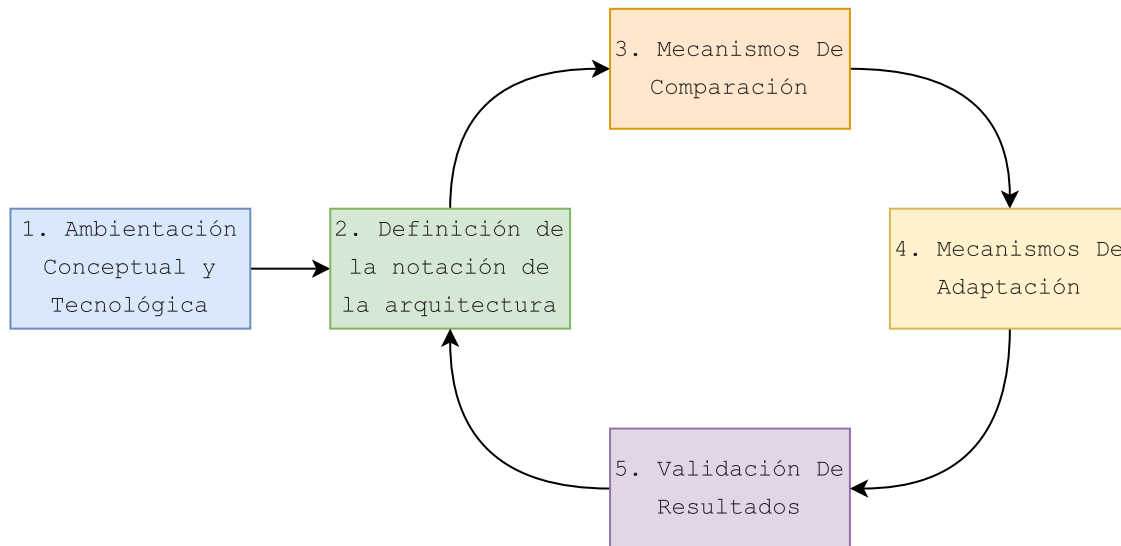 1. Ambientación
Conceptual y
Tecnológica
2. Definición de
la notación de
la arquitectura
3. Mecanismos De
Comparación
4. Mecanismos De
Adaptación
5. Validación De
Resultados